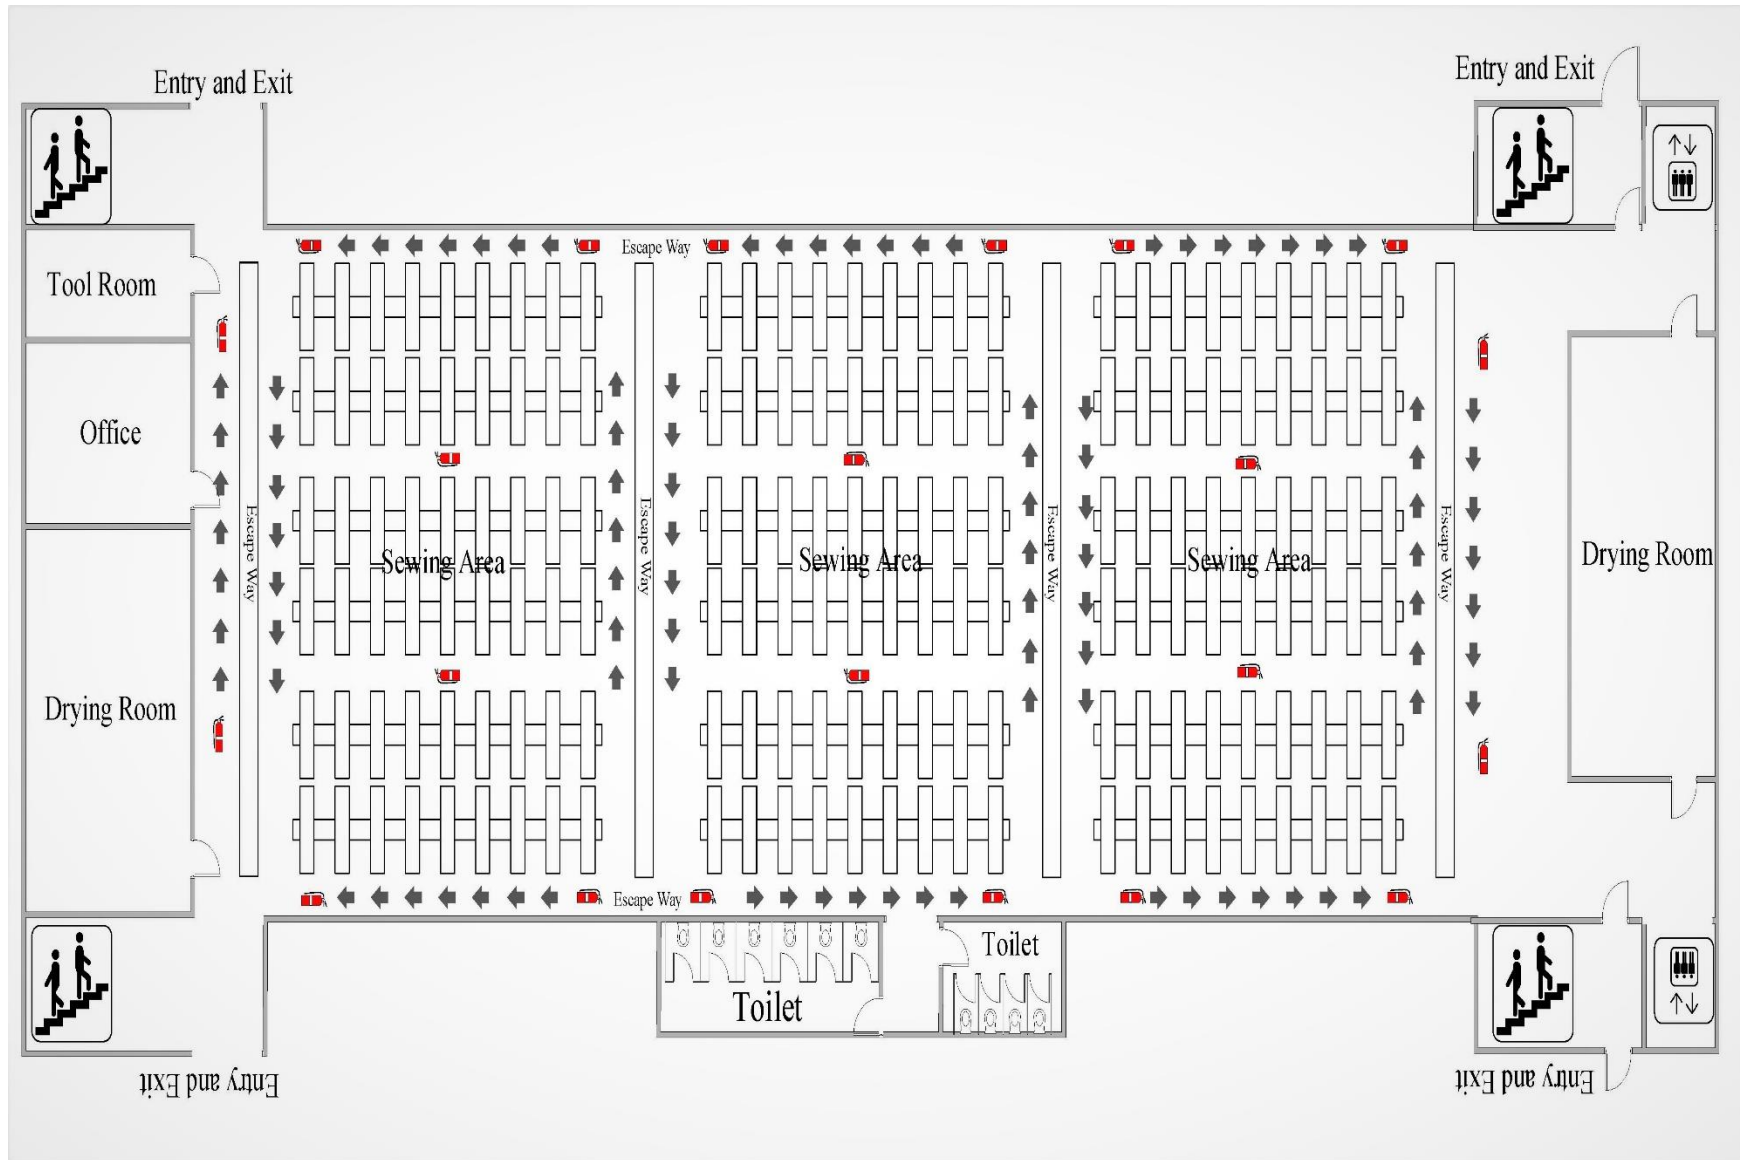 Entry and Exit
Entry and Exit
Tool Room
Escape Way
Office
Escape Way
Escape Way
Escape Way
Escape Way
Sewing Area
Sewing Area
Sewing Area
Drying Room
Drying Room
Escape Way
Toilet
Toilet
Entry and Exit
Entry and Exit